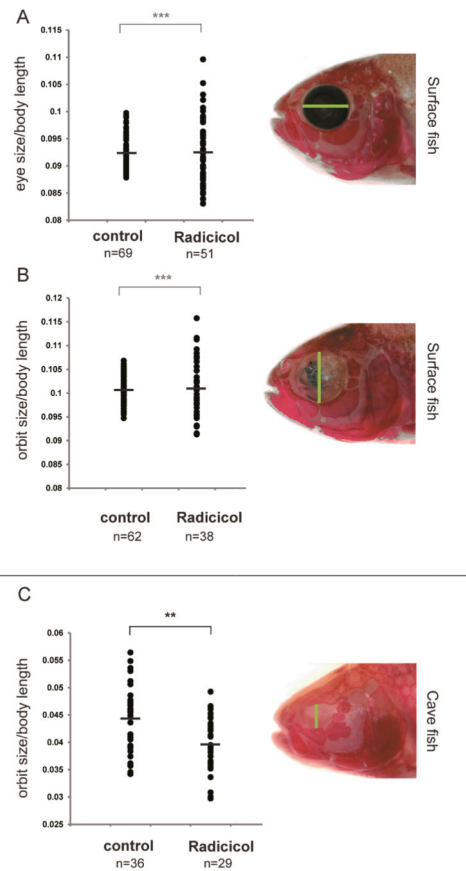 A
***
0.115
0.11
0.105
0.1
0.095
0.09
0.085
0.08
eye size/body length
control
Radicicol
n=69
n=51
Surface fish
B
***
0.12
0.115
0.11
0.105
0.1
0.095
0.09
0.085
0.08
orbit size/body length
control
Radicicol
n=62
n=38
Surface fish
C
**
0.06
0.055
0.05
0.045
0.04
0.035
0.03
0.025
orbit size/body length
control
Radicicol
n=36
n=29
Cave fish